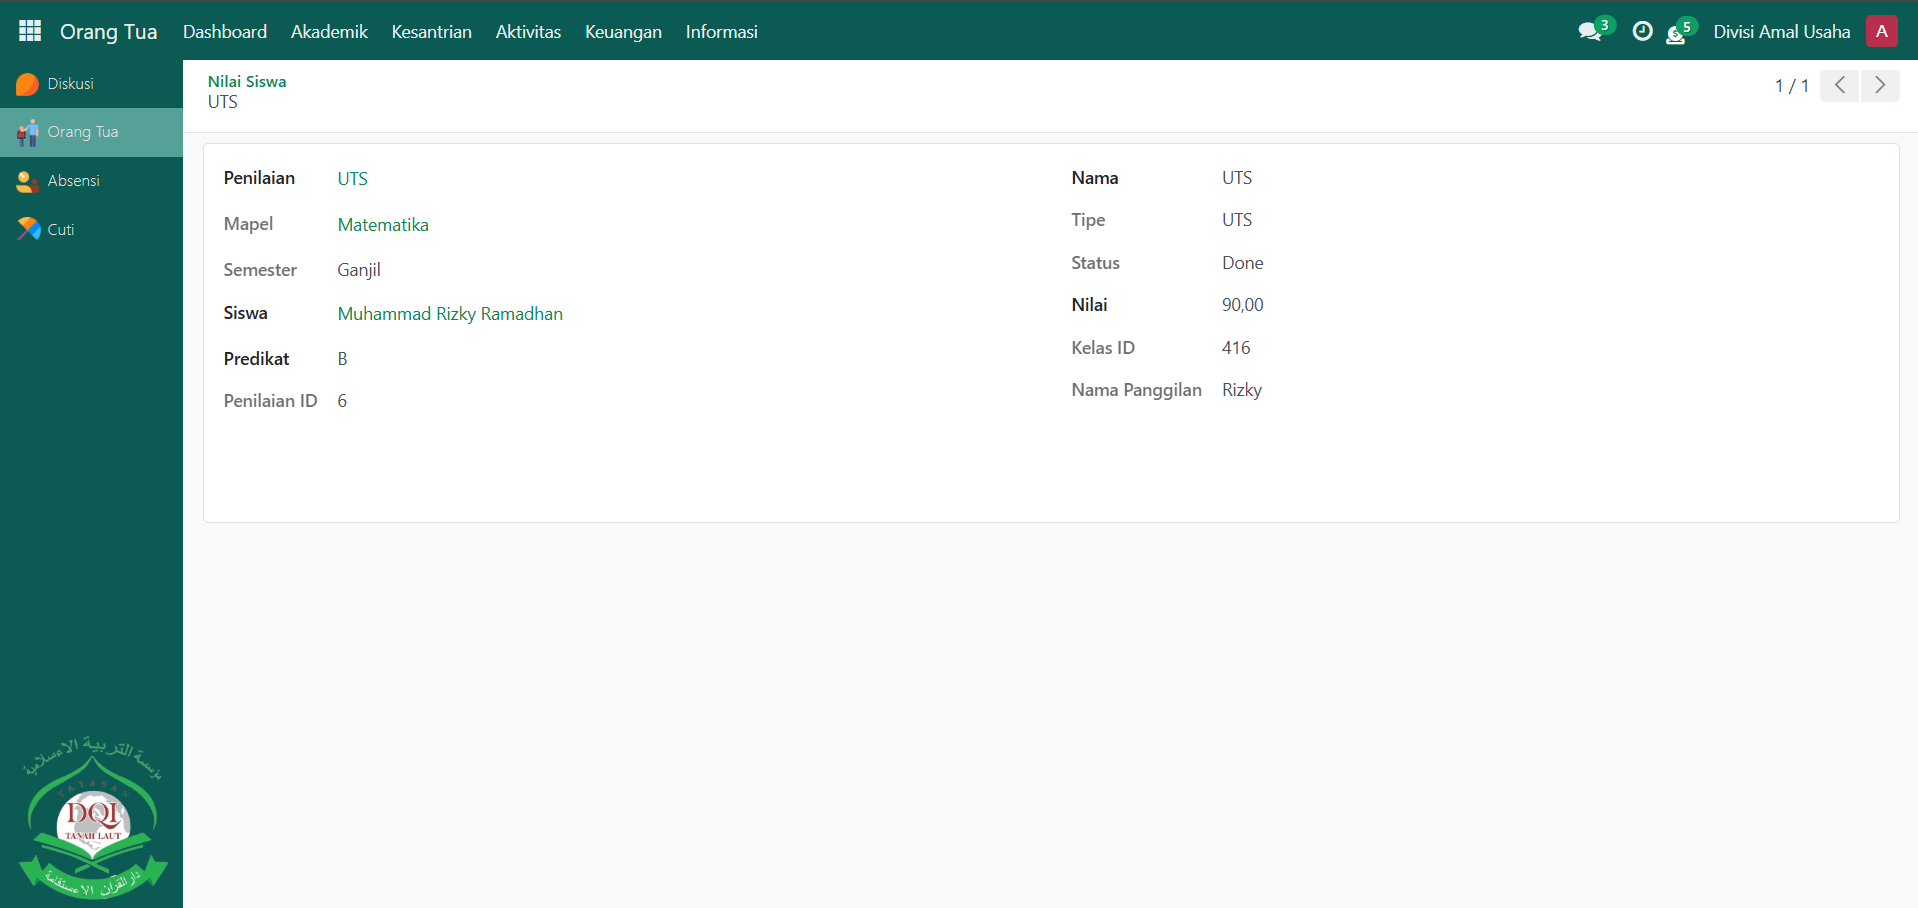 Orang Tua Dashboard Akademik Kesantrian Aktivitas Keuangan Informasi 3 5 Divisi Amal Usaha A
Diskusi
Orang Tua
Absensi
Cuti
Nilai Siswa
UTS
1 / 1
Penilaian UTS
Mapel Matematika
Semester Ganjil
Siswa Muhammad Rizky Ramadhan
Predikat B
Penilaian ID 6
Nama UTS
Tipe UTS
Status Done
Nilai 90,00
Kelas ID 416
Nama Panggilan Rizky
مؤسسة التربية الاسلامية
YAYASAN
DQI
TANAH LAUT
دار القرآن الاستقامة